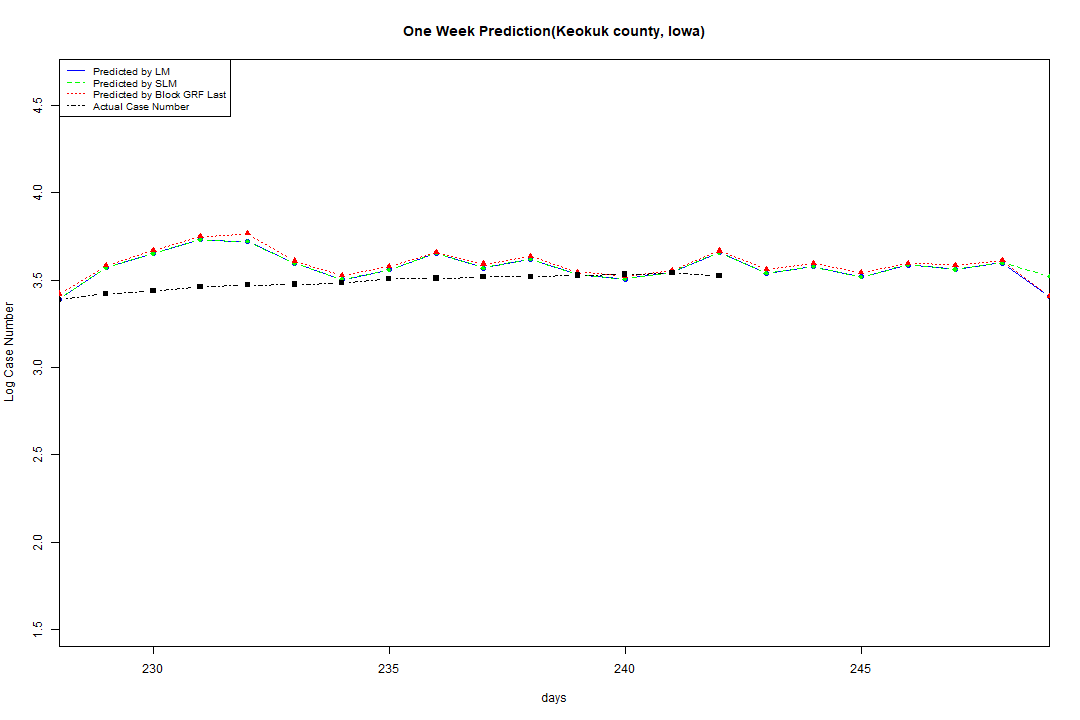 One Week Prediction(Keokuk county, Iowa)
Predicted by LM
Predicted by SLM
Predicted by Block GRF Last
Actual Case Number
Log Case Number
4.5
4.0
3.5
3.0
2.5
2.0
1.5
230 235 240 245
days